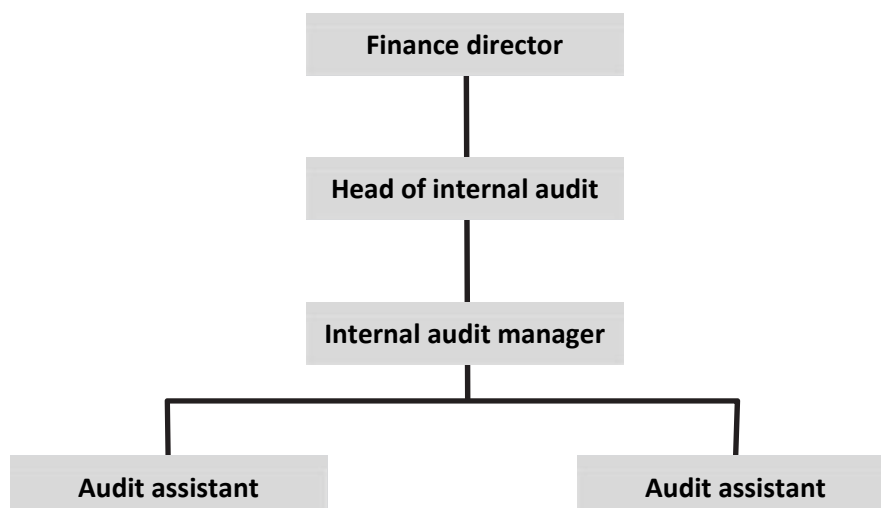 Finance director
Head of internal audit
Internal audit manager
Audit assistant
Audit assistant